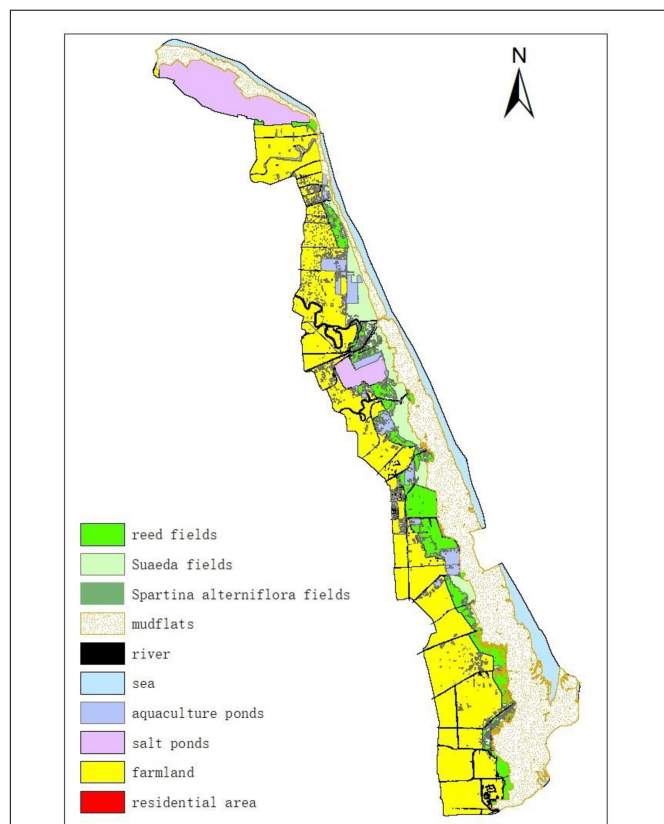 N
reed fields
Suaeda fields
Spartina alterniflora fields
mudflats
river
sea
aquaculture ponds
salt ponds
farmland
residential area